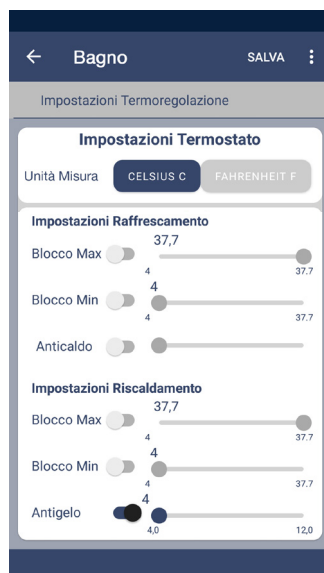 Bagno SALVA
Impostazioni Termoregolazione
Impostazioni Termostato
Unità Misura CELSIUS C FAHRENHEIT F
Impostazioni Raffrescamento
37,7
Blocco Max
4 37.7
4
Blocco Min
4 37.7
Anticaldo
Impostazioni Riscaldamento
37,7
Blocco Max
4 37.7
4
Blocco Min
4 37.7
4
Antigelo
4,0 12,0